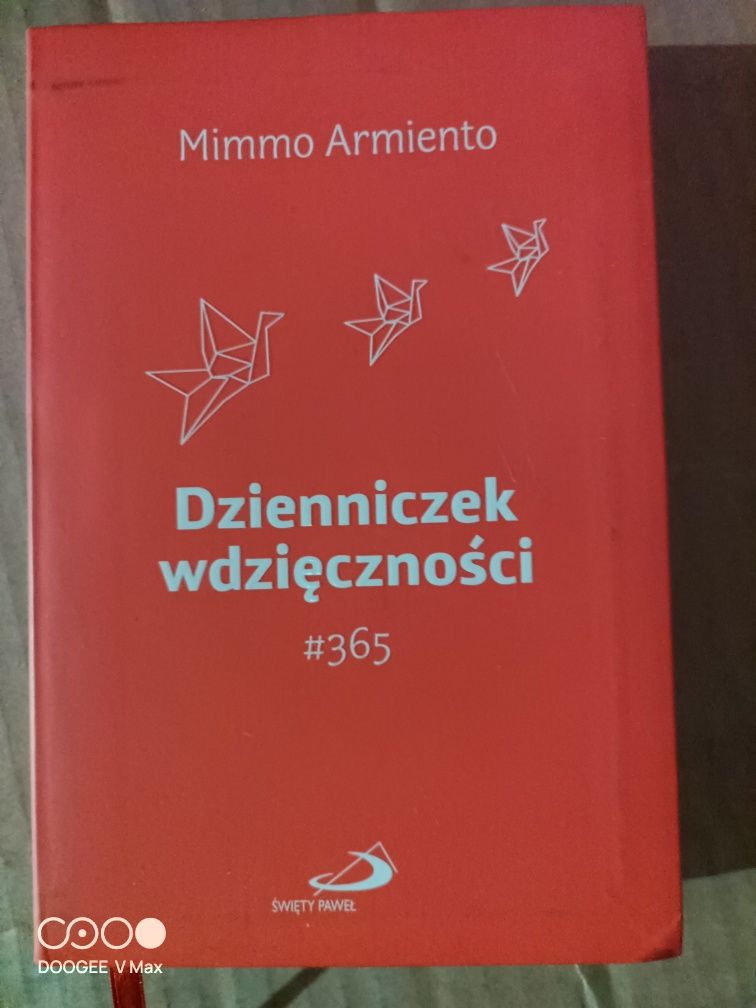 Mimmo Armiento
Dzienniczek
wdzięczności
#365
ŚWIĘTY PAWEŁ
DOOGEE V Max